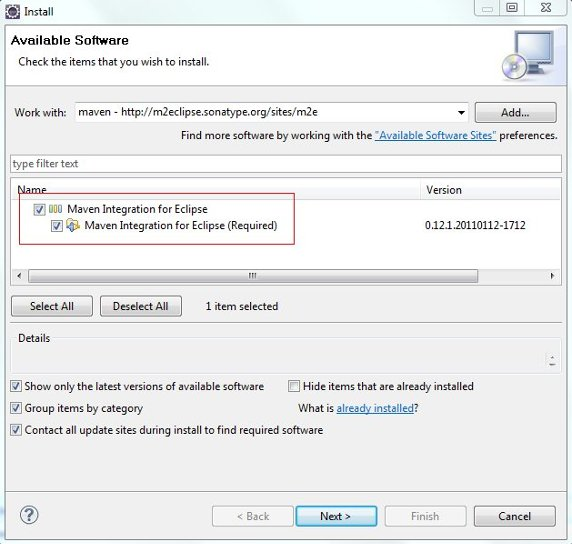 Install
Available Software
Check the items that you wish to install.
Work with: maven - http://m2eclipse.sonatype.org/sites/m2e Add...
Find more software by working with the "Available Software Sites" preferences.
type filter text
Name Version
Maven Integration for Eclipse
Maven Integration for Eclipse (Required) 0.12.1.20110112-1712
Select All Deselect All 1 item selected
Details
Show only the latest versions of available software Hide items that are already installed
Group items by category What is already installed?
Contact all update sites during install to find required software
? < Back Next > Finish Cancel